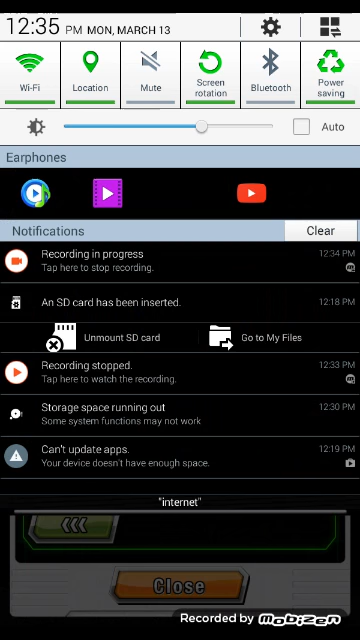 12:35 PM MON, MARCH 13
Wi-Fi
Location
Mute
Screen rotation
Bluetooth
Power saving
Auto
Earphones
Notifications
Clear
Recording in progress
12:34 PM
Tap here to stop recording.
An SD card has been inserted.
12:18 PM
Unmount SD card
Go to My Files
Recording stopped.
12:33 PM
Tap here to watch the recording.
Storage space running out
12:30 PM
Some system functions may not work
Can't update apps.
12:19 PM
Your device doesn't have enough space.
"internet"
Close
Recorded by mobizen